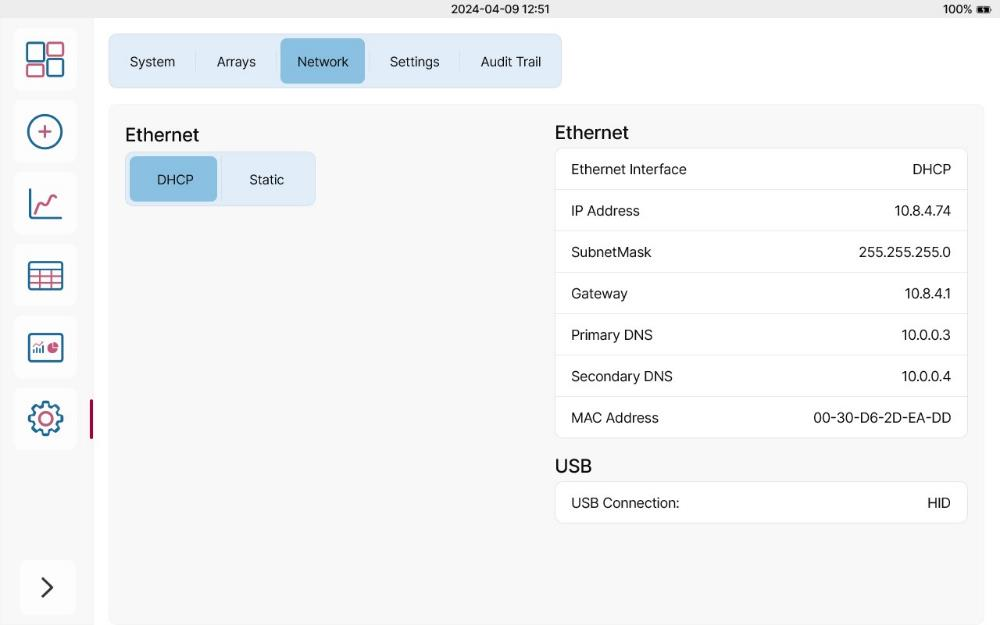 2024-04-09 12:51
100%
System Arrays Network Settings Audit Trail
Ethernet
DHCP Static
Ethernet
Ethernet Interface DHCP
IP Address 10.8.4.74
SubnetMask 255.255.255.0
Gateway 10.8.4.1
Primary DNS 10.0.0.3
Secondary DNS 10.0.0.4
MAC Address 00-30-D6-2D-EA-DD
USB
USB Connection: HID